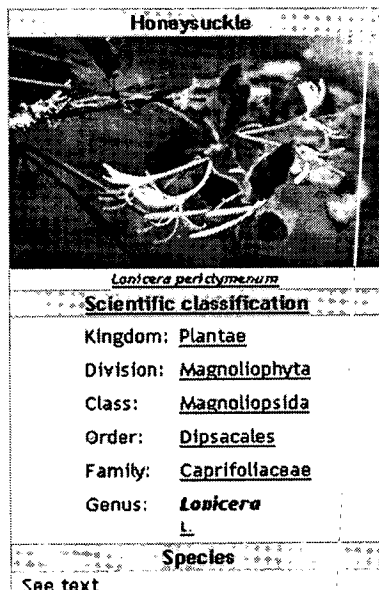 Honeysuckle
Lonicera periclymenum
Scientific classification
Kingdom: Plantae
Division: Magnoliophyta
Class: Magnoliopsida
Order: Dipsacales
Family: Caprifoliaceae
Genus: Lonicera
L.
Species
See text